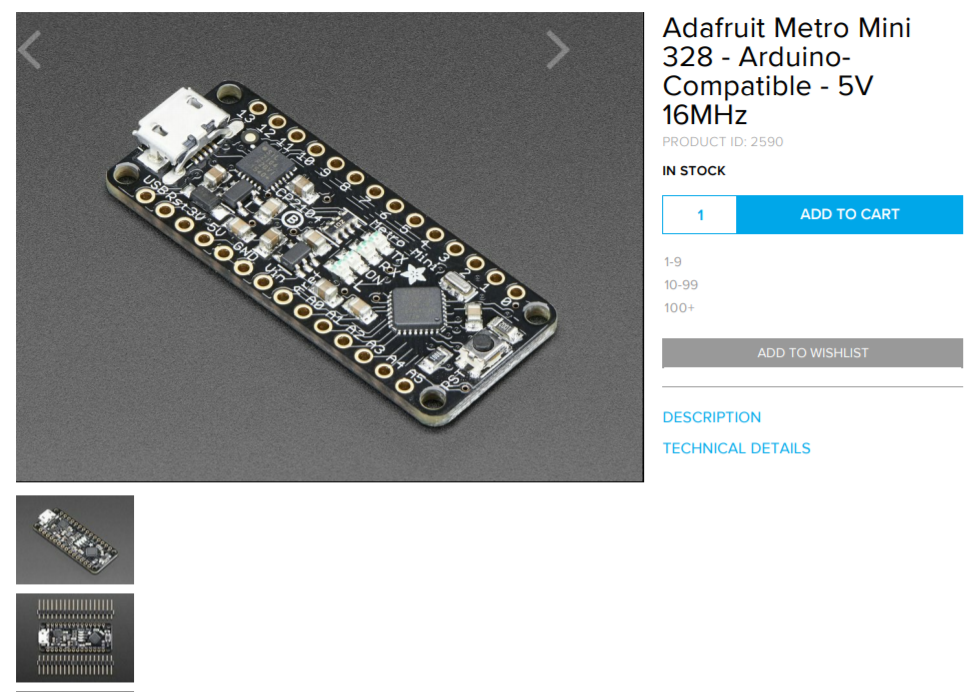 Adafruit Metro Mini
328 - Arduino-
Compatible - 5V
16MHz
PRODUCT ID: 2590
IN STOCK
1
ADD TO CART
1-9
10-99
100+
ADD TO WISHLIST
DESCRIPTION
TECHNICAL DETAILS
13
12
11
10
9
8
6
5
4
3
2
1
0
USB
Rst
3V
5V
GND
Vin
A0
A1
A2
A3
A4
A5
CP2104
B
Metro Mini
TX
RX
ON
L
RST